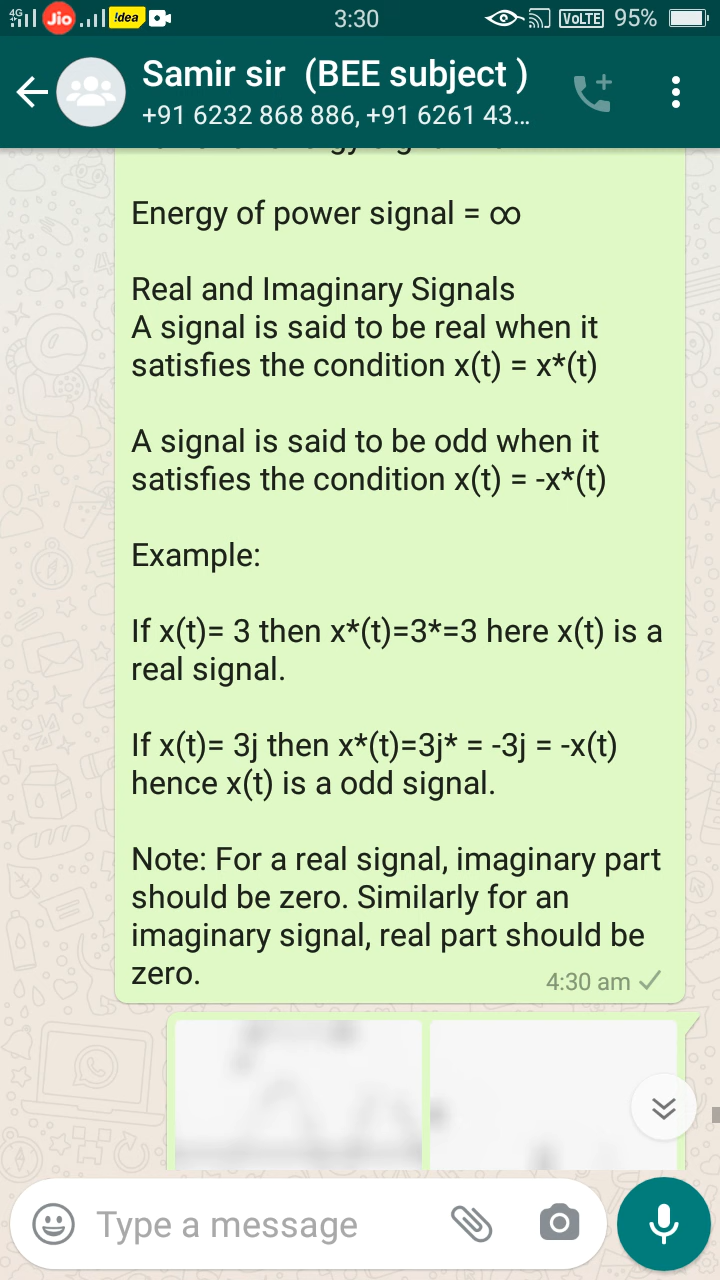 4G Jio !dea 3:30 VoLTE 95%
Samir sir (BEE subject )
+91 6232 868 886, +91 6261 43...
Energy of power signal = ∞
Real and Imaginary Signals
A signal is said to be real when it
satisfies the condition x(t) = x*(t)
A signal is said to be odd when it
satisfies the condition x(t) = -x*(t)
Example:
If x(t)= 3 then x*(t)=3*=3 here x(t) is a
real signal.
If x(t)= 3j then x*(t)=3j* = -3j = -x(t)
hence x(t) is a odd signal.
Note: For a real signal, imaginary part
should be zero. Similarly for an
imaginary signal, real part should be
zero.
4:30 am
Type a message